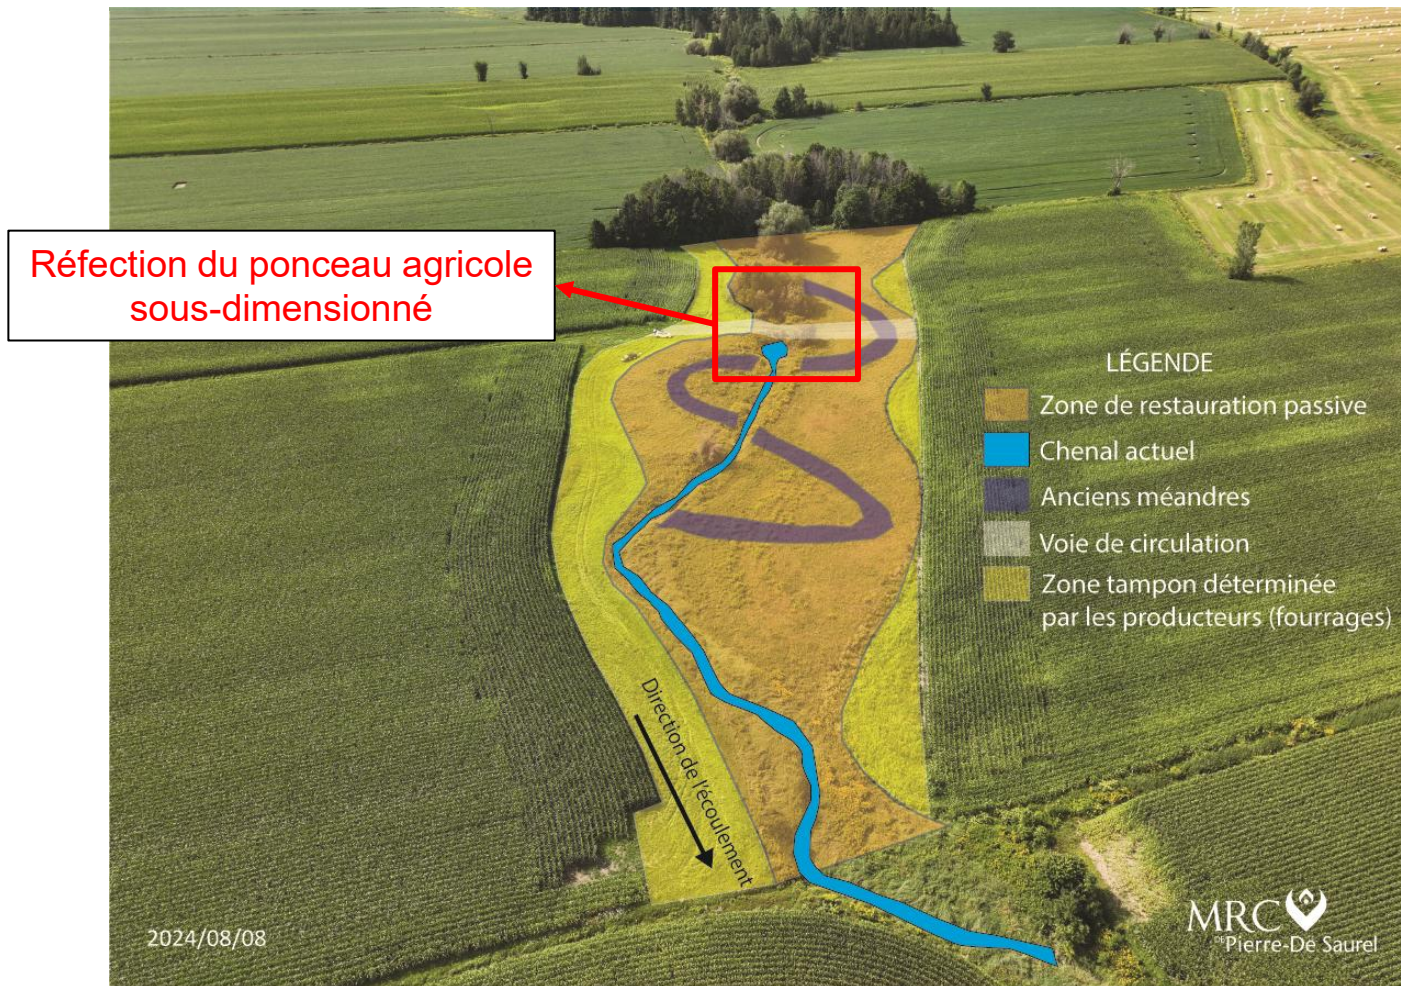 Réfection du ponceau agricole
sous-dimensionné
LÉGENDE
Zone de restauration passive
Chenal actuel
Anciens méandres
Voie de circulation
Zone tampon déterminée
par les producteurs (fourrages)
Direction de l'écoulement
2024/08/08
MRC
DE Pierre-De Saurel